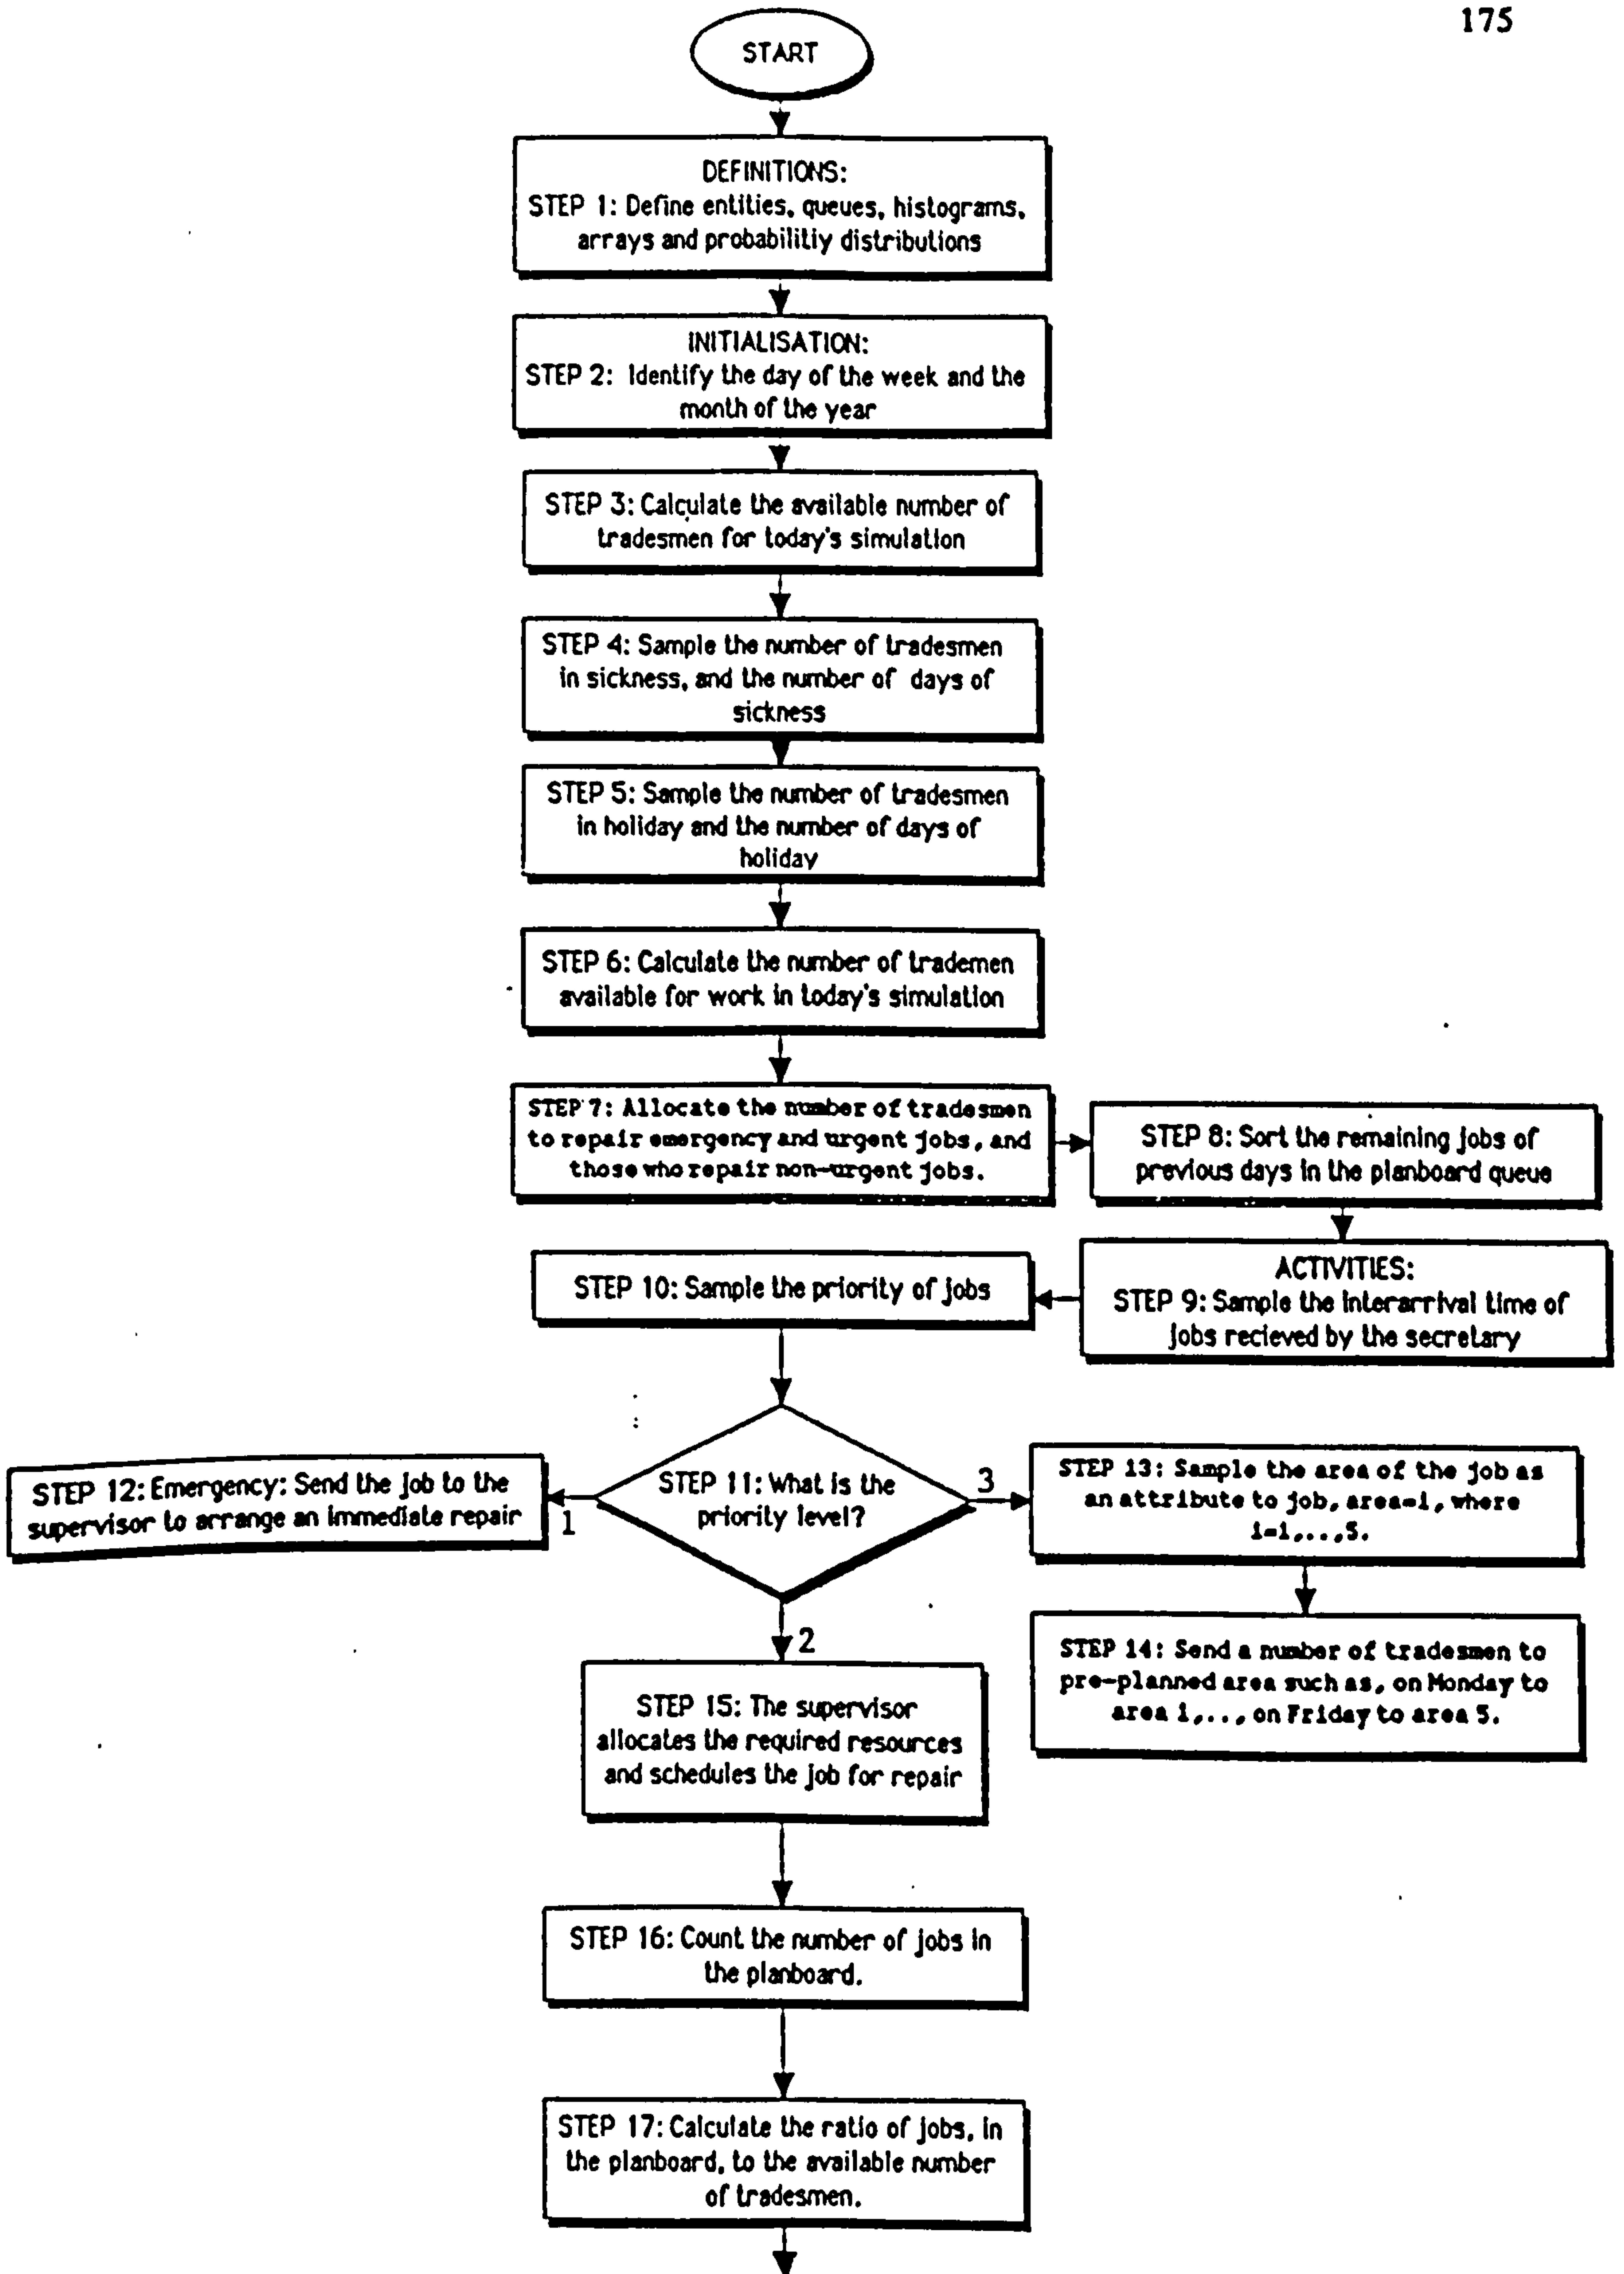 175
START
DEFINITIONS:
STEP 1: Define entities, queues, histograms,
arrays and probabilitiy distributions
INITIALISATION:
STEP 2: Identify the day of the week and the
month of the year
STEP 3: Calculate the available number of
tradesmen for today's simulation
STEP 4: Sample the number of tradesmen
in sickness, and the number of days of
sickness
STEP 5: Sample the number of tradesmen
in holiday and the number of days of
holiday
STEP 6: Calculate the number of trademen
available for work in today's simulation
STEP 7: Allocate the number of tradesmen
to repair emergency and urgent jobs, and
those who repair non-urgent jobs.
STEP 8: Sort the remaining jobs of
previous days in the planboard queue
ACTIVITIES:
STEP 9: Sample the interarrival time of
jobs recieved by the secretary
STEP 10: Sample the priority of jobs
STEP 11: What is the
priority level?
1
2
3
STEP 12: Emergency: Send the job to the
supervisor to arrange an immediate repair
STEP 13: Sample the area of the job as
an attribute to job, area=i, where
i=1,..,5.
STEP 14: Send a number of tradesmen to
pre-planned area such as, on Monday to
area 1,.., on Friday to area 5.
STEP 15: The supervisor
allocates the required resources
and schedules the job for repair
STEP 16: Count the number of jobs in
the planboard.
STEP 17: Calculate the ratio of jobs, in
the planboard, to the available number
of tradesmen.